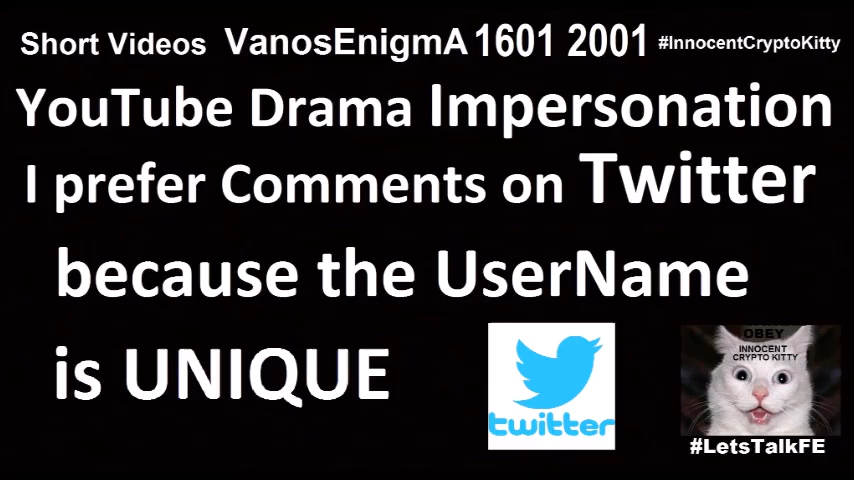 Short Videos VanosEnigmA 1601 2001 #InnocentCryptoKitty
YouTube Drama Impersonation
I prefer Comments on Twitter
because the UserName
is UNIQUE
twitter
OBEY
INNOCENT
CRYPTO KITTY
#LetsTalkFE